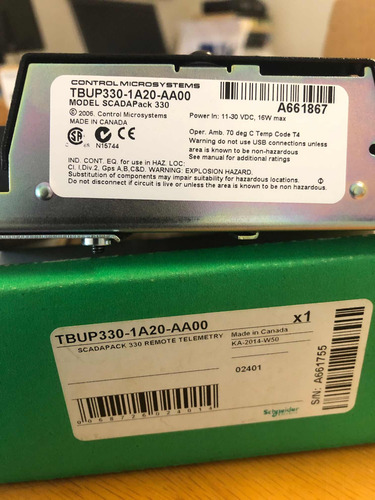 CONTROL MICROSYSTEMS
TBUP330-1A20-AA00
MODEL SCADAPack 330
A661867
© 2006. Control Microsystems
MADE IN CANADA
Power In: 11-30 VDC, 16W max
N15744
Oper. Amb. 70 deg C Temp Code T4
Warning do not use USB connections unless
area is known to be non-hazardous
See manual for additional ratings
IND. CONT. EQ. for use in HAZ. LOC:
Cl. I,Div.2, Gps A,B,C&D. WARNING: EXPLOSION HAZARD.
Substitution of components may impair suitability for hazardous locations.
Do not disconnect if circuit is live or unless the area is known to be non-hazardous
TBUP330-1A20-AA00
x1
SCADAPACK 330 REMOTE TELEMETRY
Made in Canada
KA-2014-W50
02401
S/N: A661755
Schneider